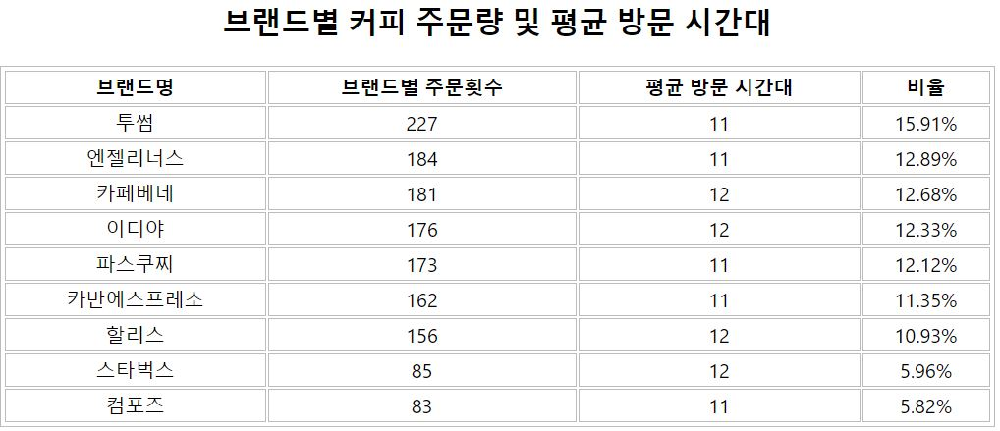 브랜드별 커피 주문량 및 평균 방문 시간대
브랜드명 브랜드별 주문횟수 평균 방문 시간대 비율
투썸 227 11 15.91%
엔젤리너스 184 11 12.89%
카페베네 181 12 12.68%
이디야 176 12 12.33%
파스쿠찌 173 11 12.12%
카반에스프레소 162 11 11.35%
할리스 156 12 10.93%
스타벅스 85 12 5.96%
컴포즈 83 11 5.82%